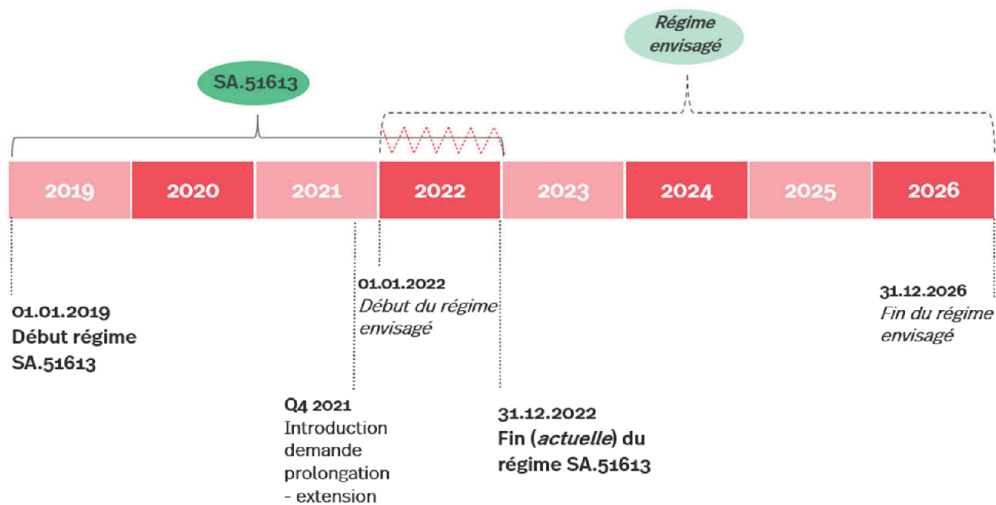 Régime
envisagé
SA.51613
2019
2020
2021
2022
2023
2024
2025
2026
01.01.2019
Début régime
SA.51613
01.01.2022
Début du régime
envisagé
31.12.2026
Fin du régime
envisagé
Q4 2021
Introduction
demande
prolongation
- extension
31.12.2022
Fin (actuelle) du
régime SA.51613